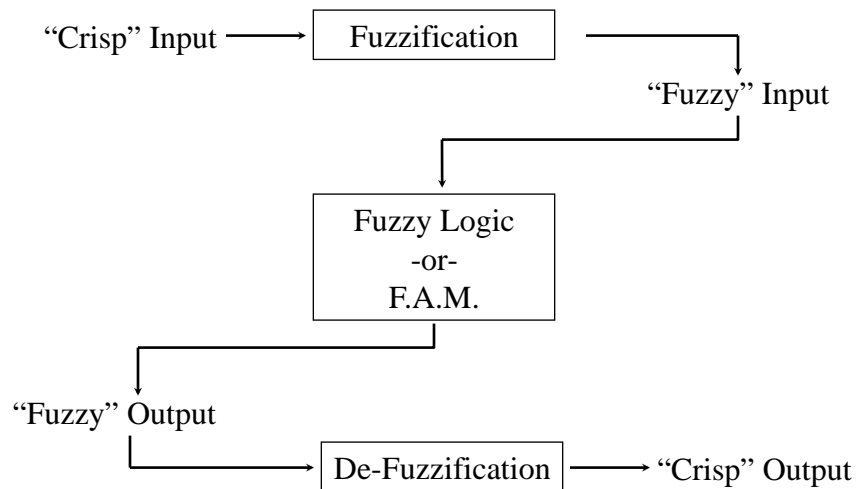 “Crisp” Input
Fuzzification
“Fuzzy” Input
Fuzzy Logic
-or-
F.A.M.
“Fuzzy” Output
De-Fuzzification
“Crisp” Output